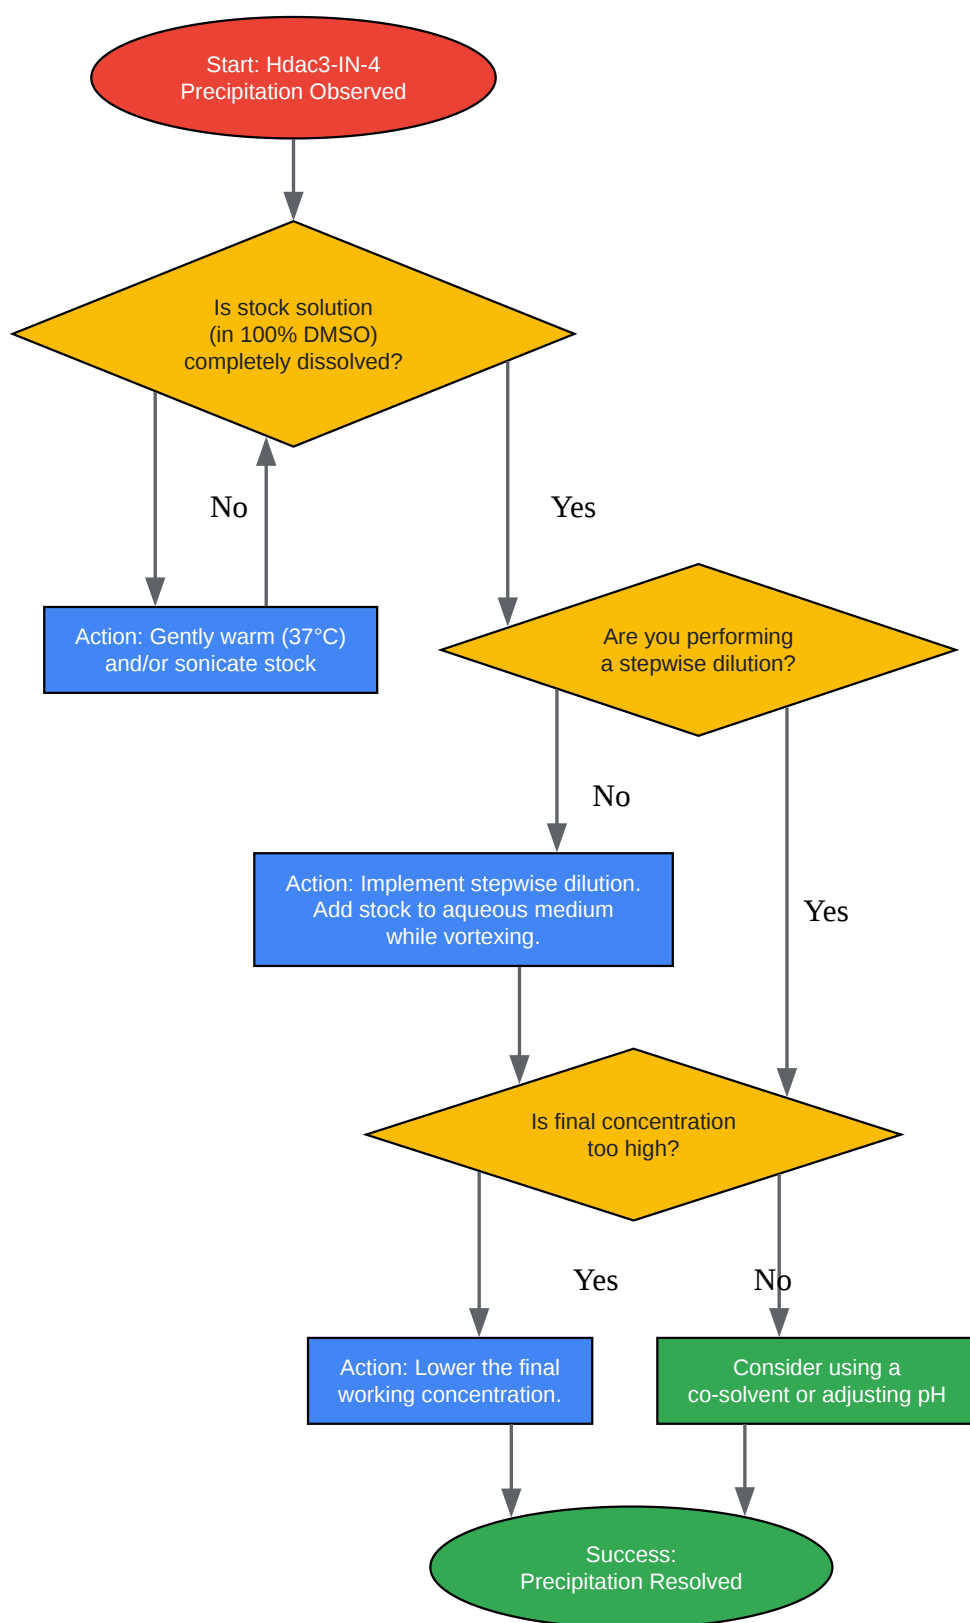 Start: Hdac3-IN-4
Precipitation Observed
Is stock solution
(in 100% DMSO)
completely dissolved?
No
Yes
Action: Gently warm (37°C)
and/or sonicate stock
Are you performing
a stepwise dilution?
No
Action: Implement stepwise dilution.
Add stock to aqueous medium
while vortexing.
Yes
Is final concentration
too high?
Yes
No
Action: Lower the final
working concentration.
Consider using a
co-solvent or adjusting pH
Success:
Precipitation Resolved